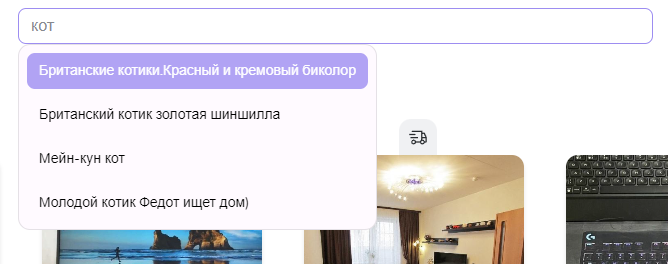 кот
Британские котики.Красный и кремовый биколор
Британский котик золотая шиншилла
Мейн-кун кот
Молодой котик Федот ищет дом)